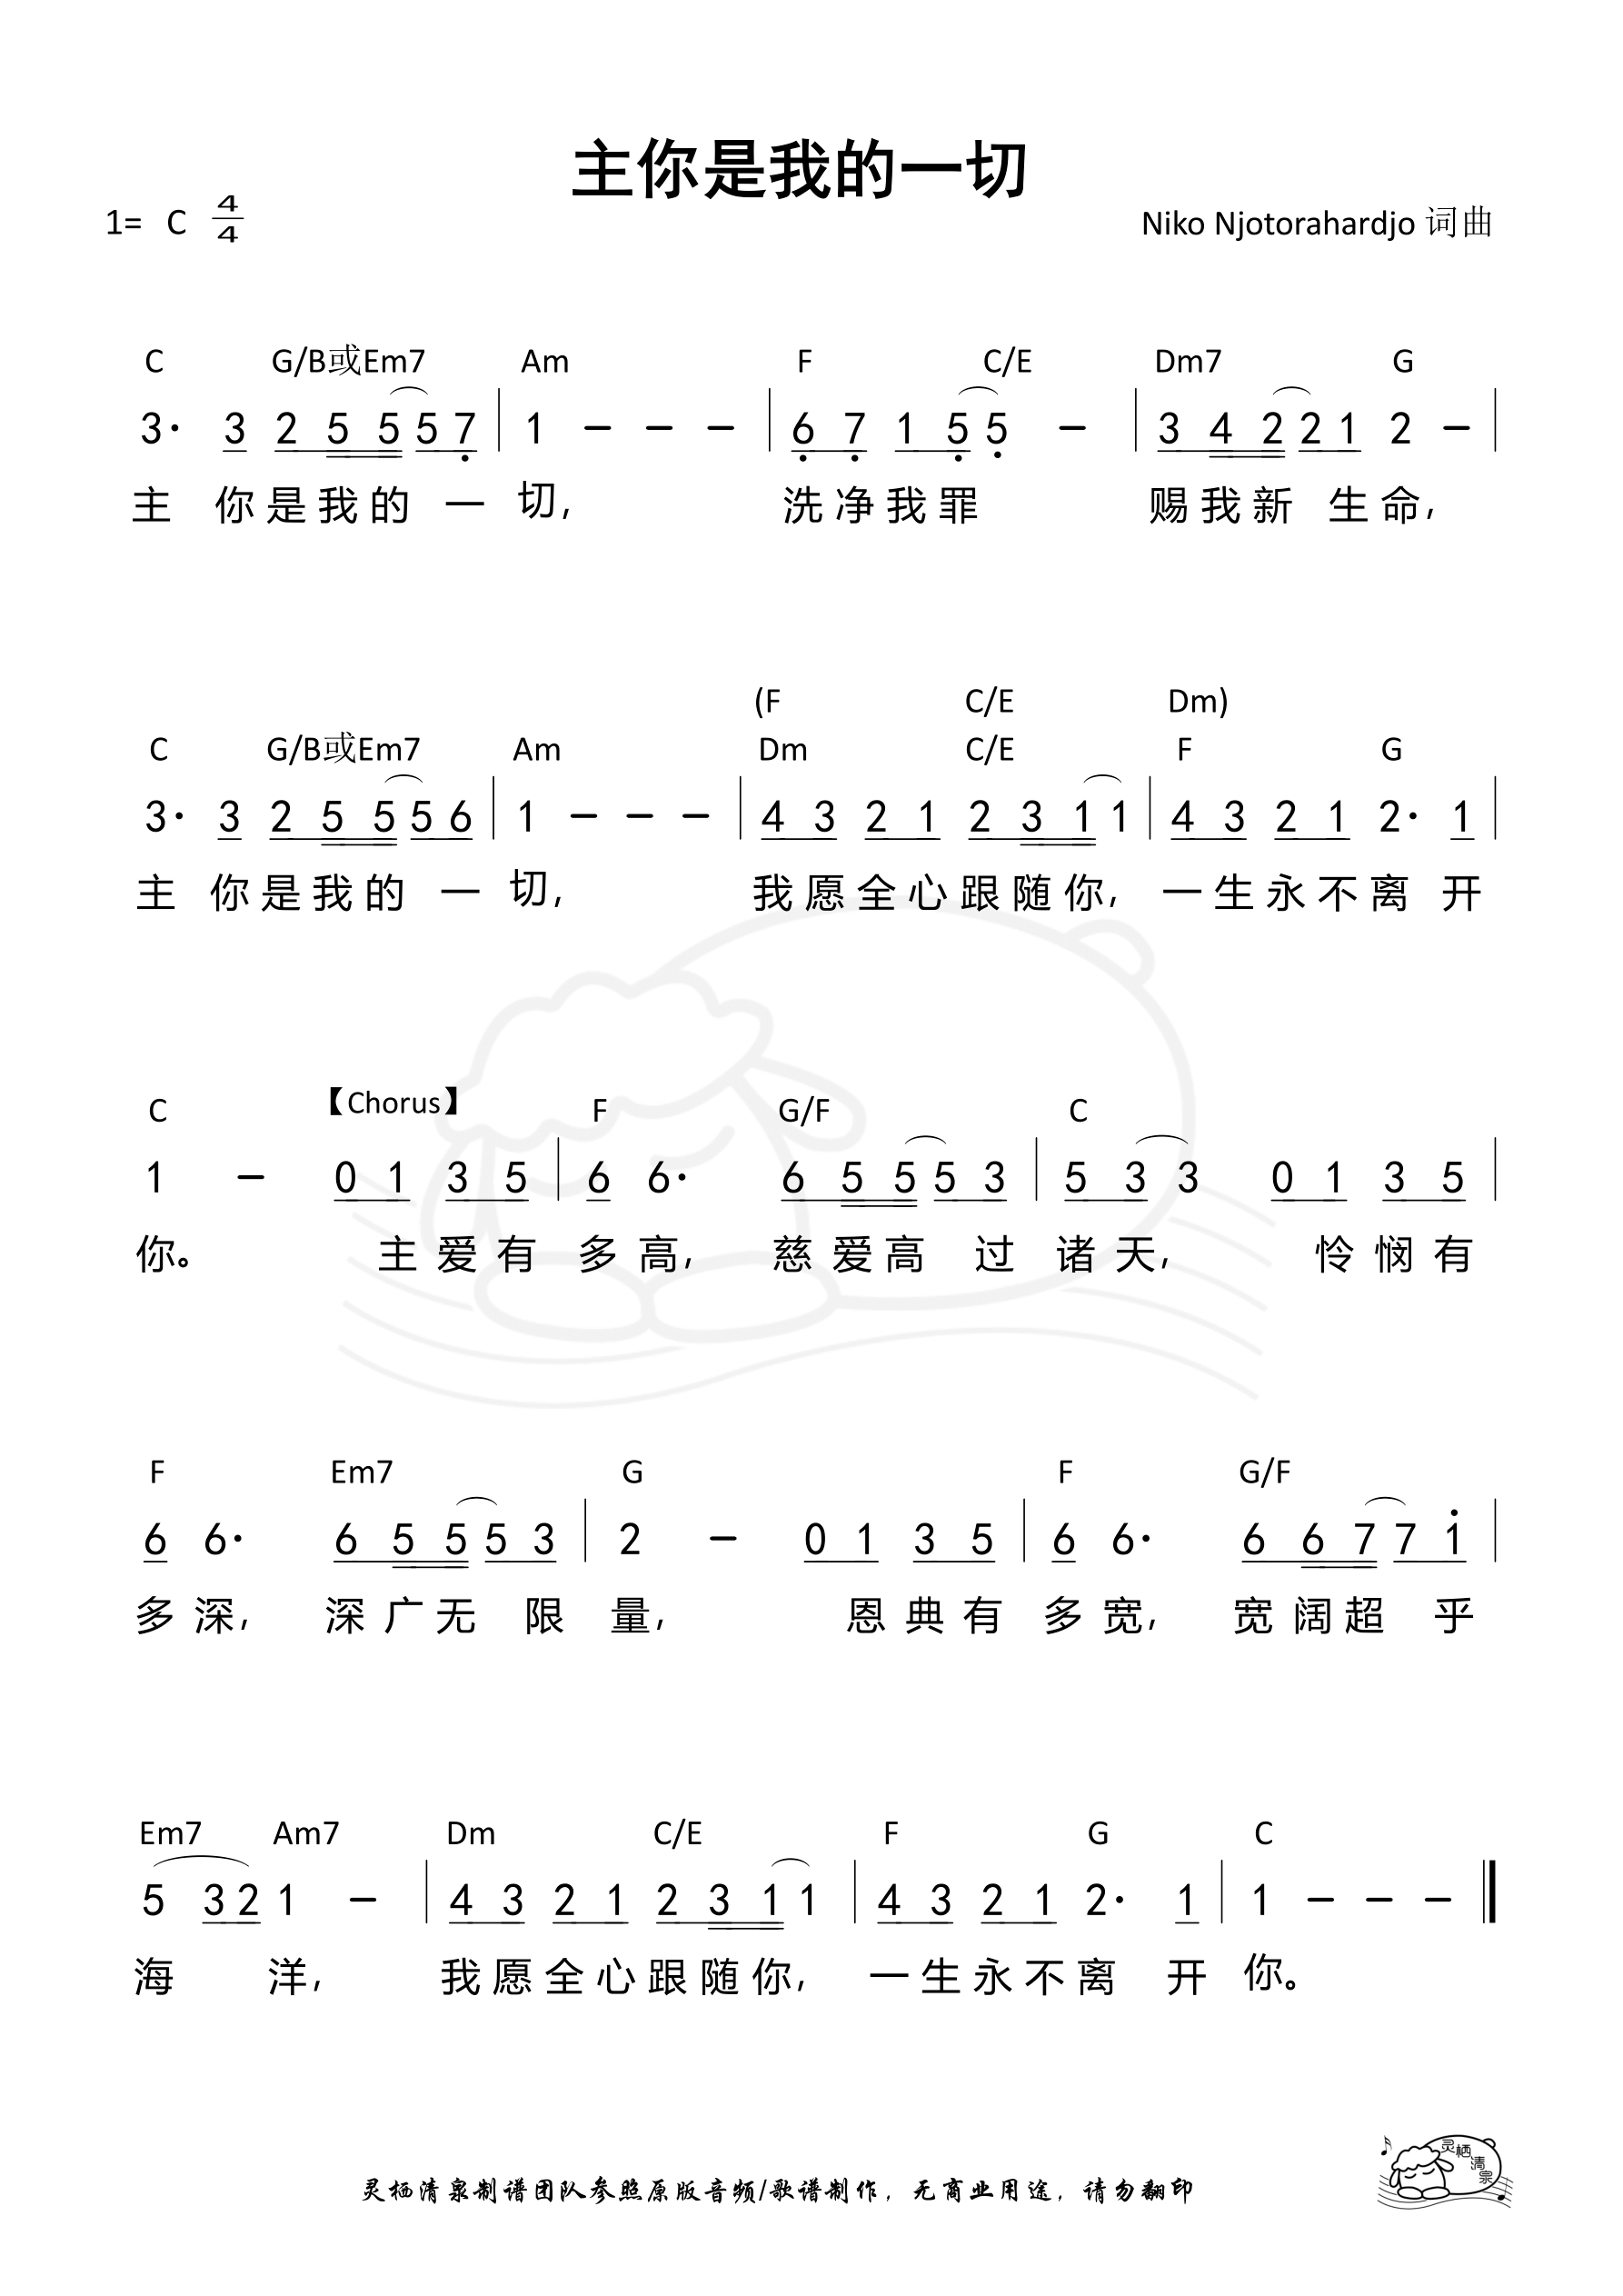 主你是我的一切
1= C 4/4
Niko Njotorahardjo 词曲
C G/B或Em7 Am F C/E Dm7 G
3· 3 2 5 5 5 7 | 1 – – – | 6 7 1 5 5 – | 3 4 2 2 1 2 – |
主 你是我的 一 切, 洗净我罪 赐我新 生命,
(F C/E Dm)
C G/B或Em7 Am Dm C/E F G
3· 3 2 5 5 5 6 | 1 – – – | 4 3 2 1 2 3 1 1 | 4 3 2 1 2· 1 |
主 你是我的 一 切, 我愿全心跟随你, 一生永不离 开
【Chorus】
C F G/F C
1 – 0 1 3 5 | 6 6· 6 5 5 5 3 | 5 3 3 0 1 3 5 |
你。 主爱有 多高, 慈爱高 过 诸天, 怜悯有
F Em7 G F G/F
6 6· 6 5 5 5 3 | 2 – 0 1 3 5 | 6 6· 6 6 7 7 1 |
多深, 深广无 限 量, 恩典有 多宽, 宽阔超 乎
Em7 Am7 Dm C/E F G C
5 3 2 1 – | 4 3 2 1 2 3 1 1 | 4 3 2 1 2· 1 | 1 – – – ‖
海 洋, 我愿全心跟随你, 一生永不离 开 你。
灵栖清泉
灵栖清泉制谱团队参照原版音频/歌谱制作, 无商业用途, 请勿翻印